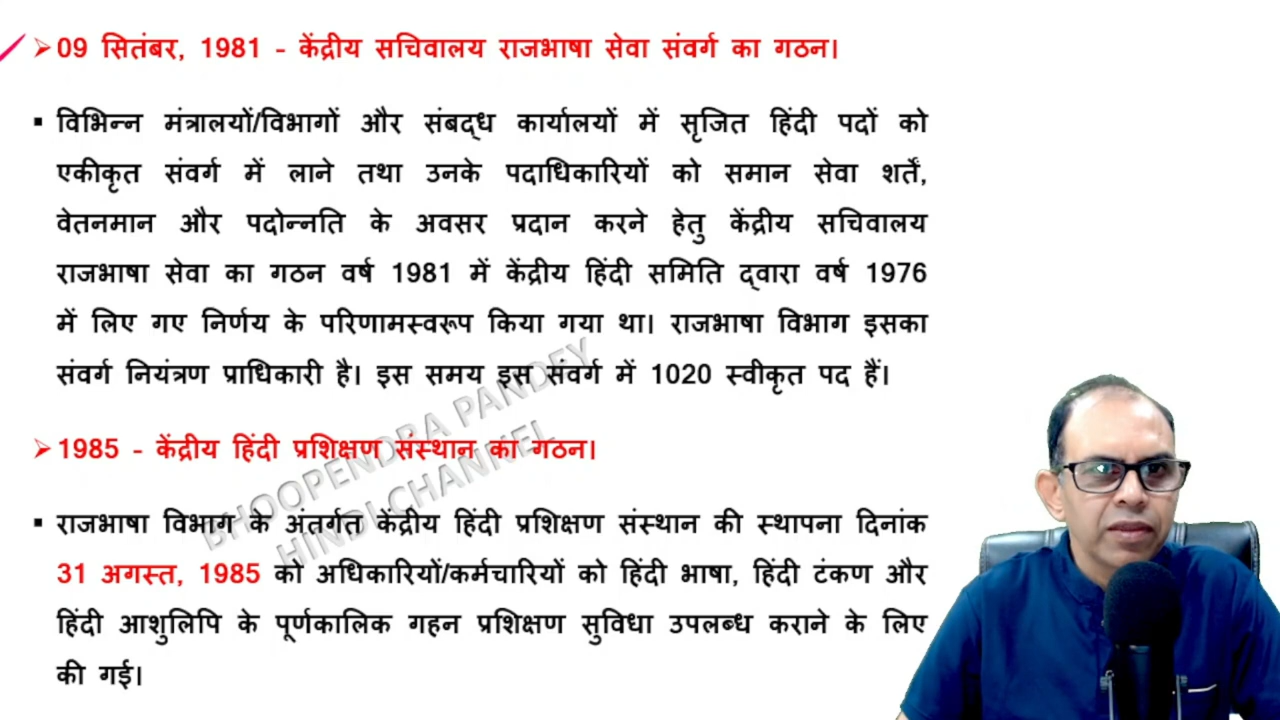 ➢ 09 सितंबर, 1981 - केंद्रीय सचिवालय राजभाषा सेवा संवर्ग का गठन।
▪ विभिन्न मंत्रालयों/विभागों और संबद्ध कार्यालयों में सृजित हिंदी पदों को
एकीकृत संवर्ग में लाने तथा उनके पदाधिकारियों को समान सेवा शर्तें,
वेतनमान और पदोन्नति के अवसर प्रदान करने हेतु केंद्रीय सचिवालय
राजभाषा सेवा का गठन वर्ष 1981 में केंद्रीय हिंदी समिति द्वारा वर्ष 1976
में लिए गए निर्णय के परिणामस्वरूप किया गया था। राजभाषा विभाग इसका
संवर्ग नियंत्रण प्राधिकारी है। इस समय इस संवर्ग में 1020 स्वीकृत पद हैं।
➢ 1985 - केंद्रीय हिंदी प्रशिक्षण संस्थान का गठन।
▪ राजभाषा विभाग के अंतर्गत केंद्रीय हिंदी प्रशिक्षण संस्थान की स्थापना दिनांक
31 अगस्त, 1985 को अधिकारियों/कर्मचारियों को हिंदी भाषा, हिंदी टंकण और
हिंदी आशुलिपि के पूर्णकालिक गहन प्रशिक्षण सुविधा उपलब्ध कराने के लिए
की गई।
BHOOPENDRA PANDEY
HINDI CHANNEL